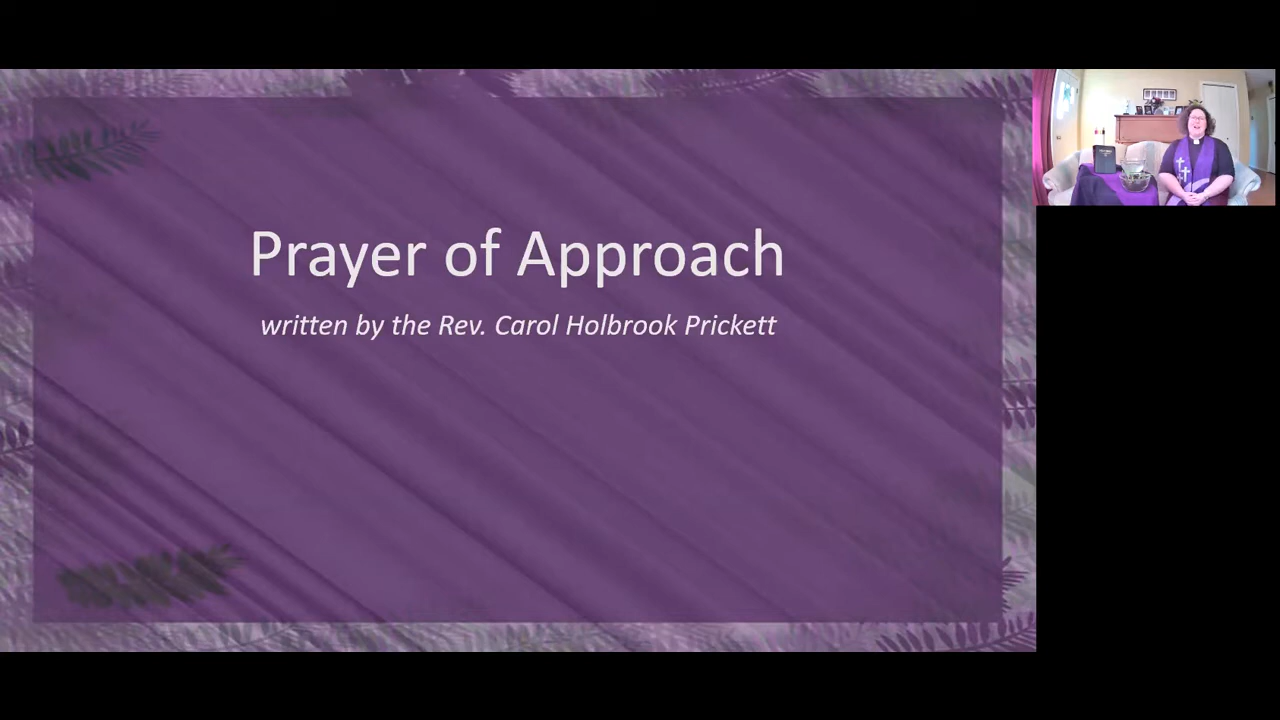 Prayer of Approach
written by the Rev. Carol Holbrook Prickett